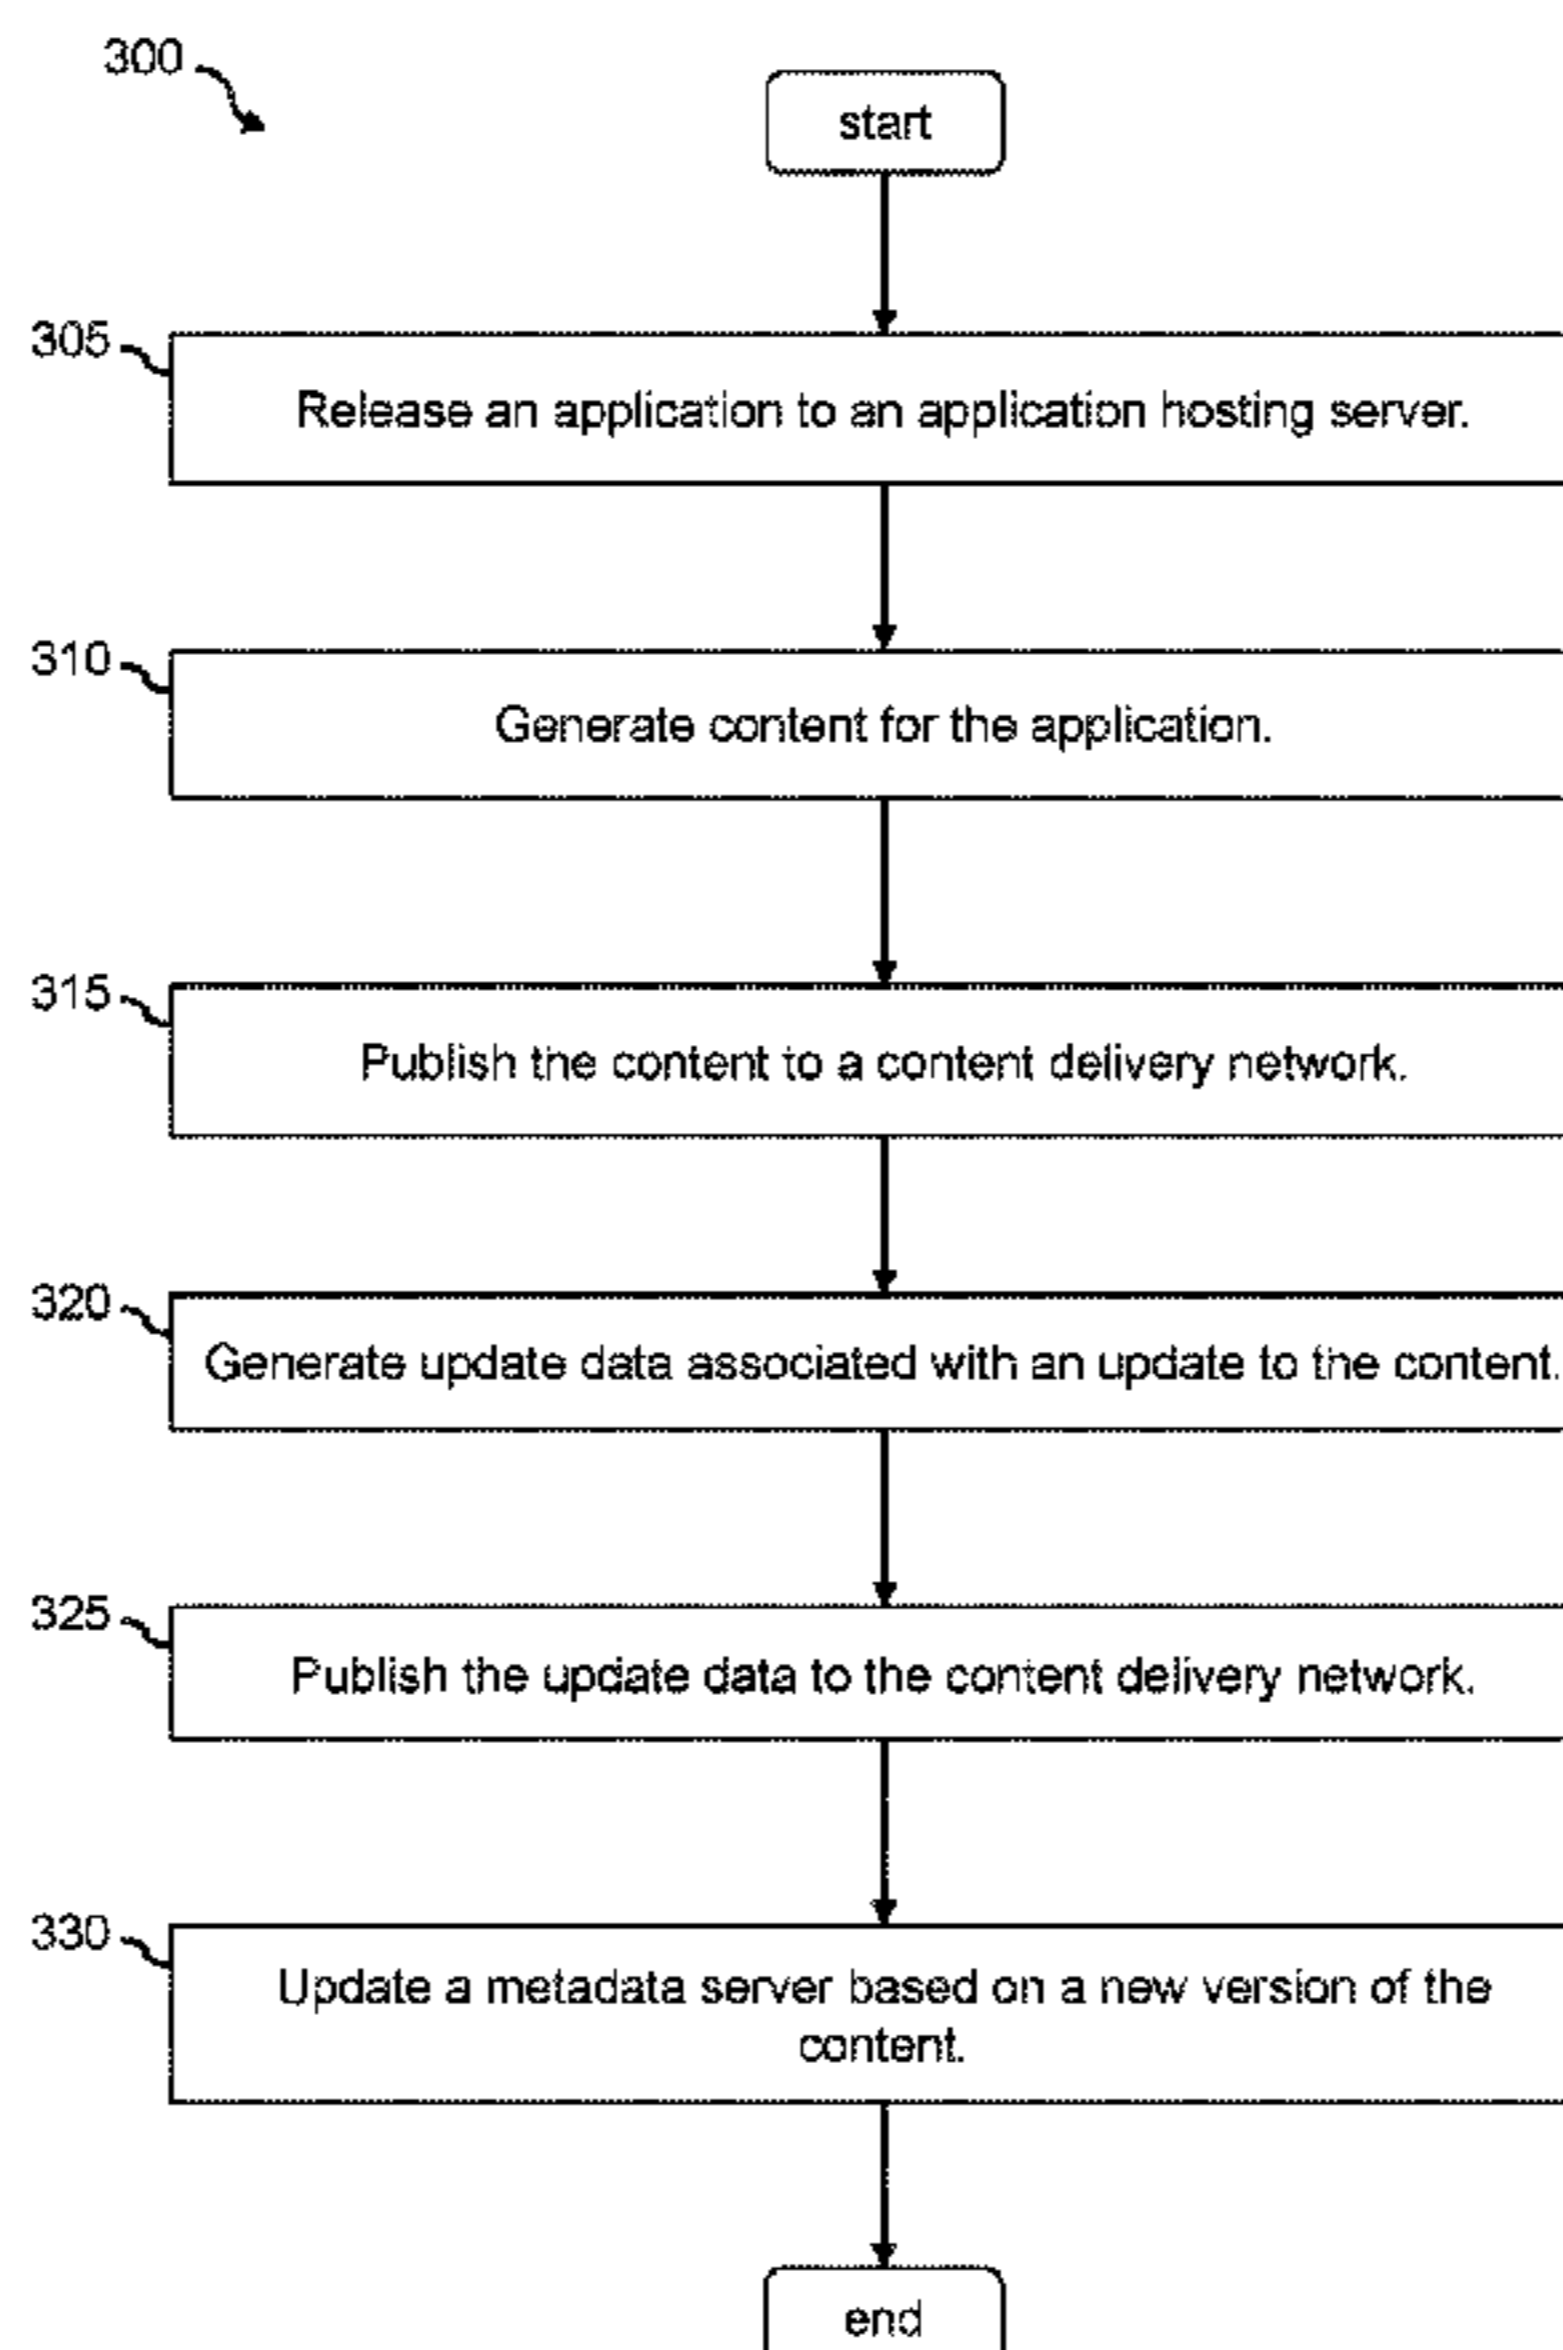 300
start
305
Release an application to an application hosting server.
310
Generate content for the application.
315
Publish the content to a content delivery network.
320
Generate update data associated with an update to the content.
325
Publish the update data to the content delivery network.
330
Update a metadata server based on a new version of the
content.
end